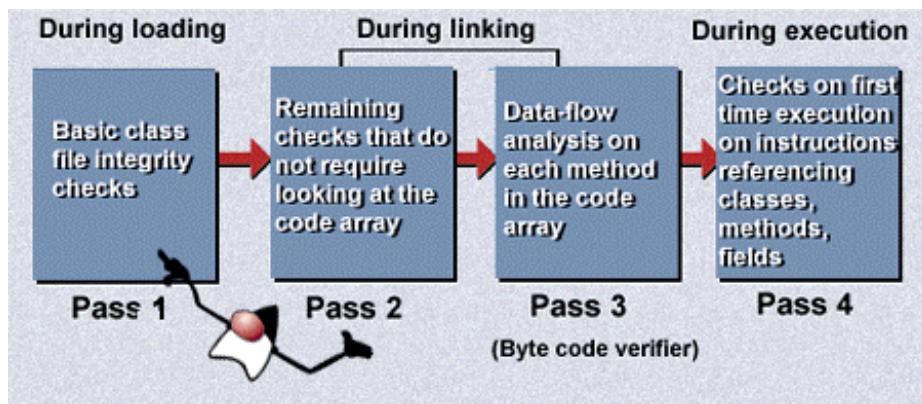 During loading
During linking
During execution
Basic class
file integrity
checks
Remaining
checks that do
not require
looking at the
code array
Data-flow
analysis on
each method
in the code
array
Checks on first
time execution
on instructions
referencing
classes,
methods,
fields
Pass 1
Pass 2
Pass 3
(Byte code verifier)
Pass 4